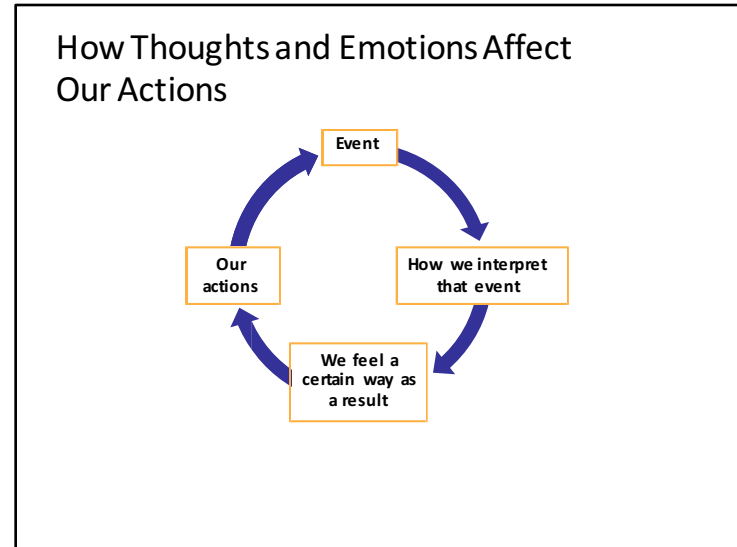 How Thoughts and Emotions Affect
Our Actions
Event
How we interpret
that event
We feel a
certain way as
a result
Our
actions